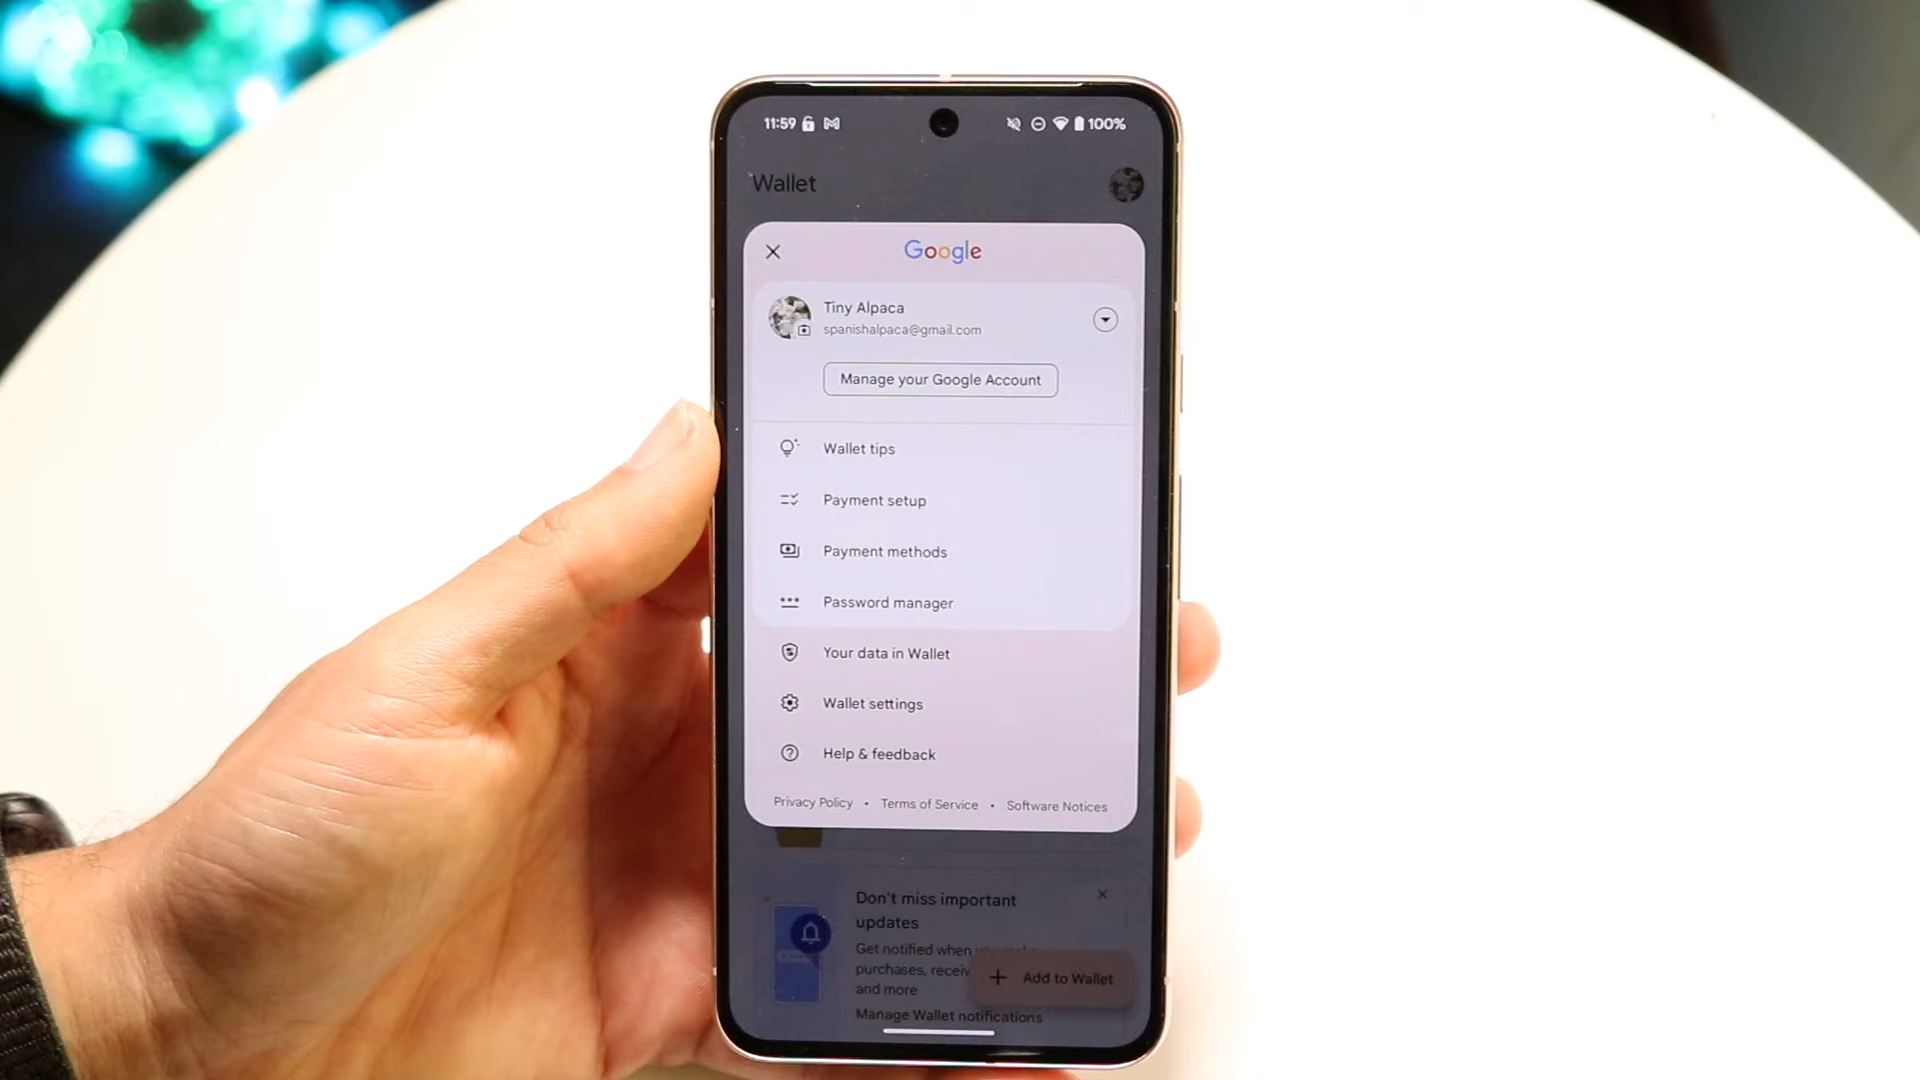 11:59 100%
Wallet
Google
Tiny Alpaca
spanishalpaca@gmail.com
Manage your Google Account
Wallet tips
Payment setup
Payment methods
Password manager
Your data in Wallet
Wallet settings
Help & feedback
Privacy Policy • Terms of Service • Software Notices
Don't miss important
updates
Get notified when
purchases,
and more
Add to Wallet
Manage Wallet notifications